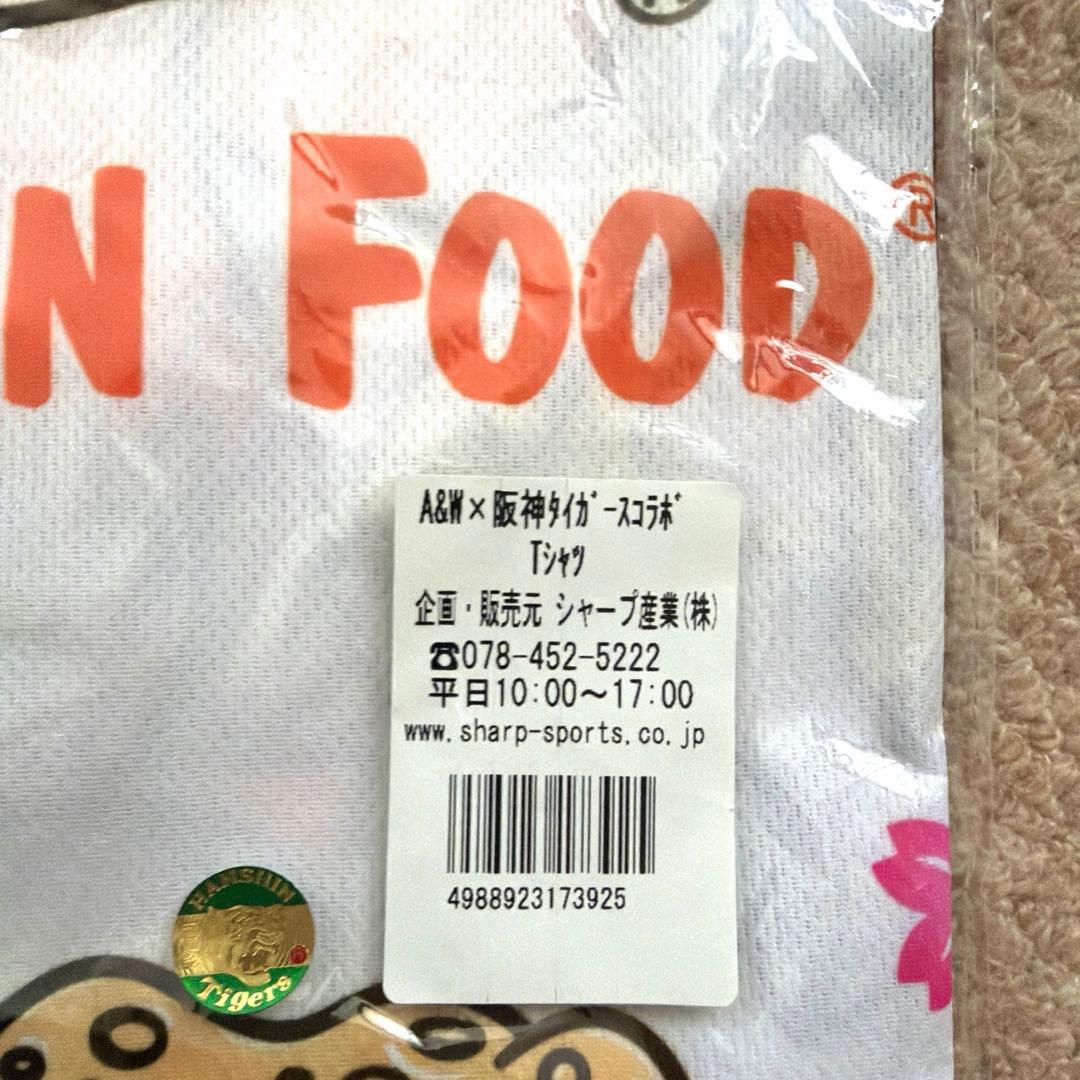 N FOOD®
A&W×阪神ﾀｲｶﾞｰｽｺﾗﾎﾞ
Tｼｬﾂ
企画・販売元 シャープ産業(株)
☎078-452-5222
平日10:00～17:00
www.sharp-sports.co.jp
4988923173925
HANSHIN
Tigers